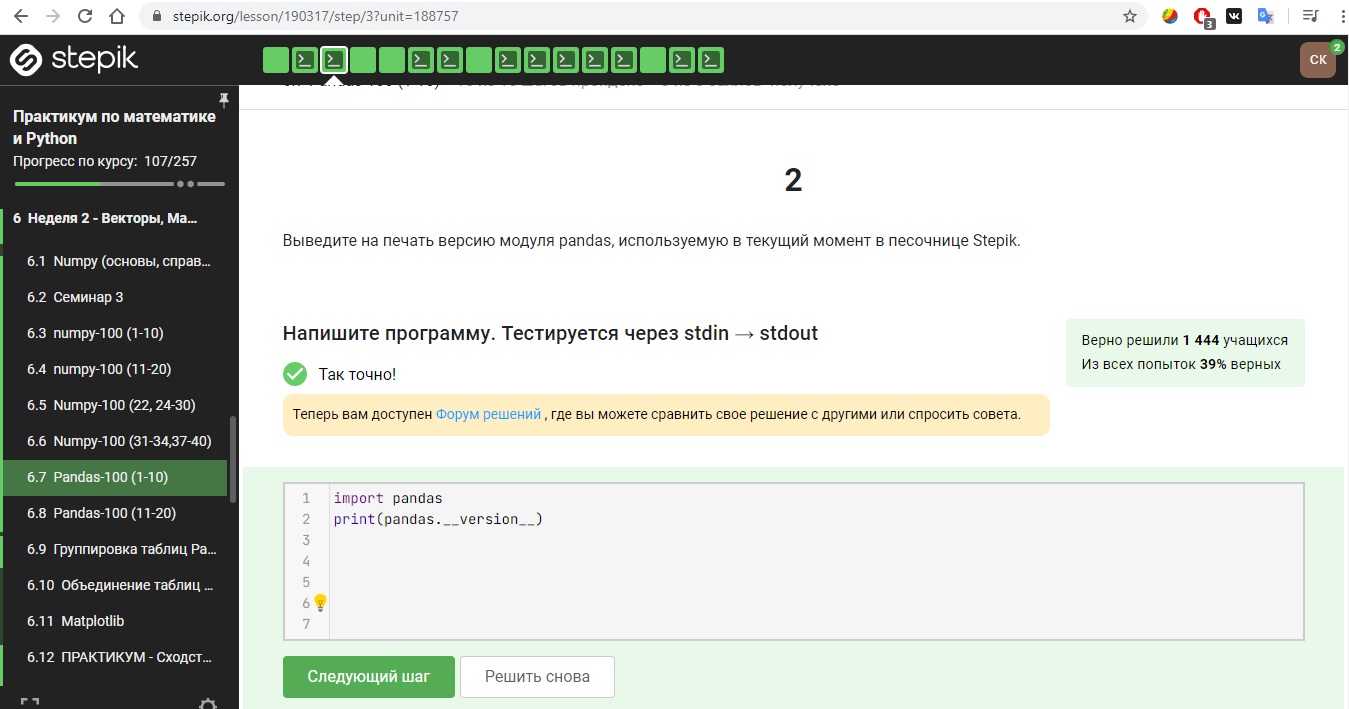 stepik.org/lesson/190317/step/3?unit=188757
3
stepik
СК
2
Практикум по математике
и Python
Прогресс по курсу: 107/257
6 Неделя 2 - Векторы, Ма...
6.1 Numpy (основы, справ...
6.2 Семинар 3
6.3 numpy-100 (1-10)
6.4 numpy-100 (11-20)
6.5 Numpy-100 (22, 24-30)
6.6 Numpy-100 (31-34,37-40)
6.7 Pandas-100 (1-10)
6.8 Pandas-100 (11-20)
6.9 Группировка таблиц Pa...
6.10 Объединение таблиц ...
6.11 Matplotlib
6.12 ПРАКТИКУМ - Сходст...
2
Выведите на печать версию модуля pandas, используемую в текущий момент в песочнице Stepik.
Напишите программу. Тестируется через stdin → stdout
Верно решили 1 444 учащихся
Из всех попыток 39% верных
Так точно!
Теперь вам доступен Форум решений , где вы можете сравнить свое решение с другими или спросить совета.
1 import pandas
2 print(pandas.__version__)
3
4
5
6
7
Следующий шаг
Решить снова